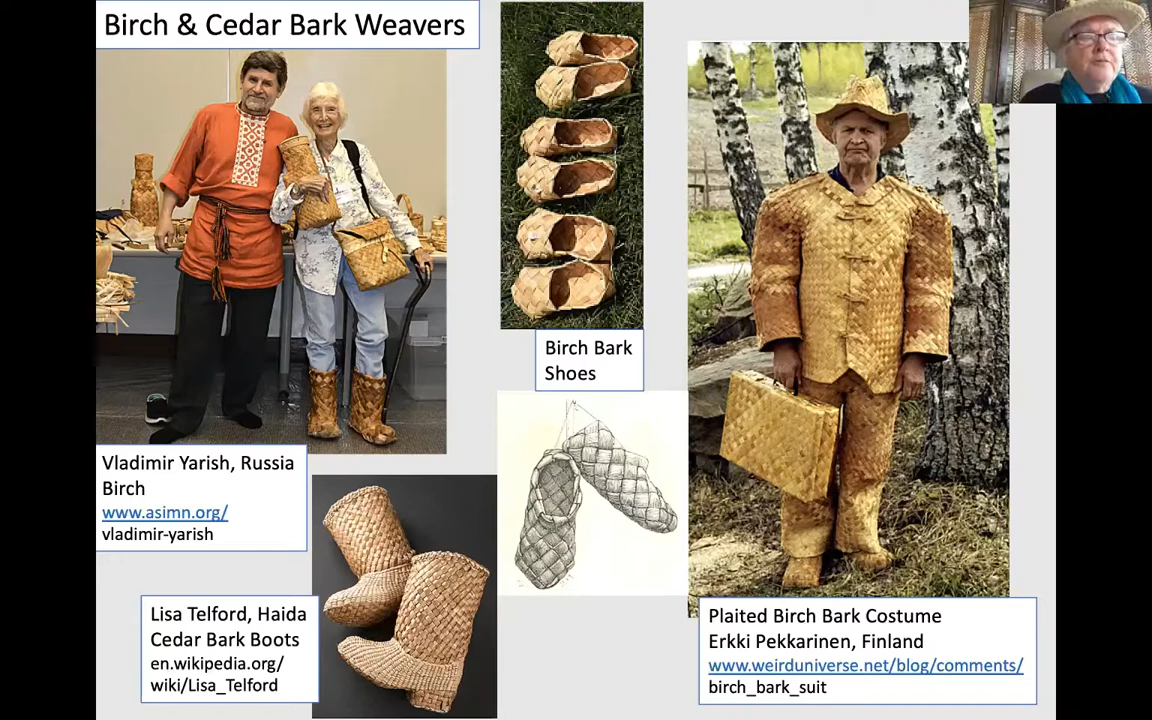 Birch & Cedar Bark Weavers
Birch Bark
Shoes
Vladimir Yarish, Russia
Birch
www.asimn.org/
vladimir-yarish
Lisa Telford, Haida
Cedar Bark Boots
en.wikipedia.org/
wiki/Lisa_Telford
Plaited Birch Bark Costume
Erkki Pekkarinen, Finland
www.weirduniverse.net/blog/comments/
birch_bark_suit